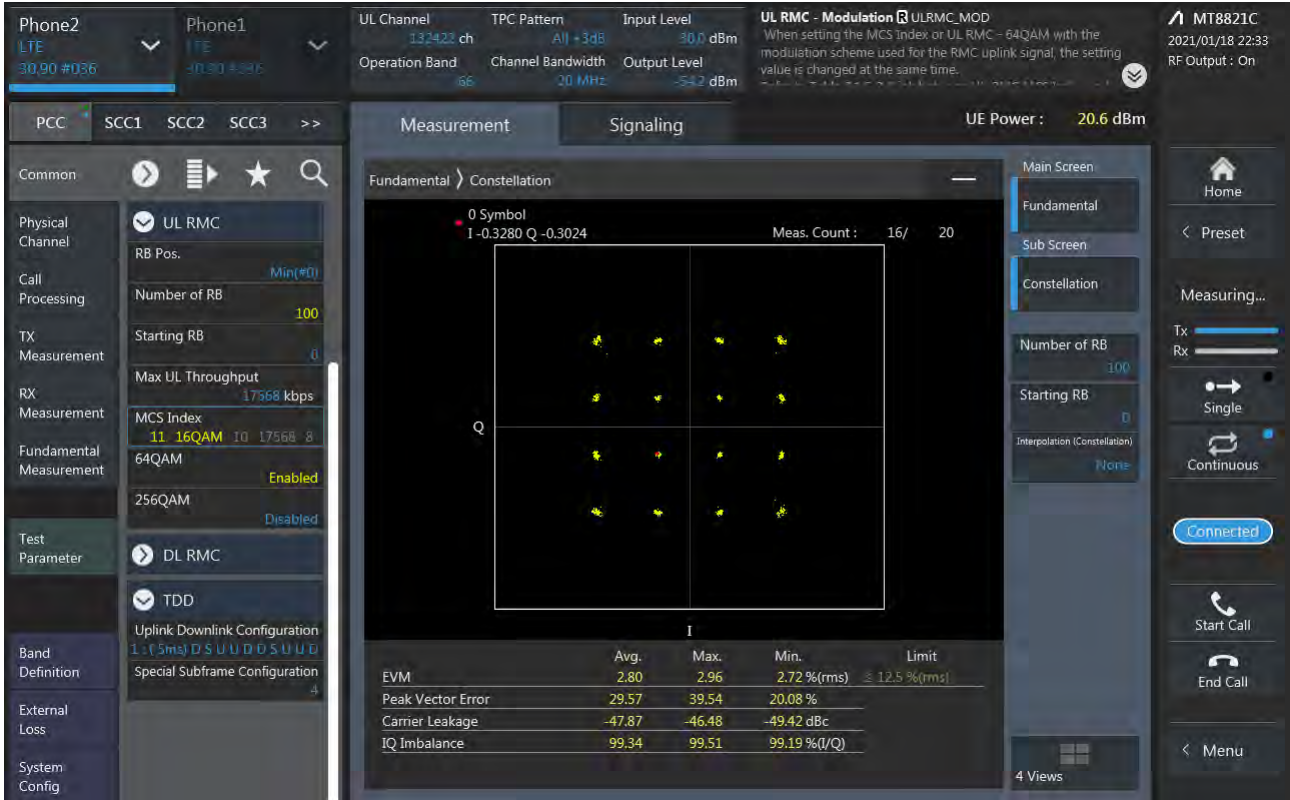 Phone2
LTE
30.90 #036
Phone1
LTE
30.90 #036
UL Channel
132422 ch
TPC Pattern
All +3dB
Input Level
30.0 dBm
Operation Band
66
Channel Bandwidth
20 MHz
Output Level
-54.2 dBm
UL RMC - Modulation R ULRMC_MOD
When setting the MCS Index or UL RMC - 64QAM with the
modulation scheme used for the RMC uplink signal, the setting
value is changed at the same time.
MT8821C
2021/01/18 22:33
RF Output : On
PCC SCC1 SCC2 SCC3 >>
Measurement
Signaling
UE Power : 20.6 dBm
Common
Physical
Channel
Call
Processing
TX
Measurement
RX
Measurement
Fundamental
Measurement
Test
Parameter
Band
Definition
External
Loss
System
Config
UL RMC
RB Pos.
Min(#0)
Number of RB
100
Starting RB
0
Max UL Throughput
17568 kbps
MCS Index
11 16QAM 10 17568 8
64QAM
Enabled
256QAM
Disabled
DL RMC
TDD
Uplink Downlink Configuration
1 : ( 5ms) D S U U D D S U U D
Special Subframe Configuration
4
Fundamental 〉 Constellation
0 Symbol
I -0.3280 Q -0.3024
Meas. Count : 16/ 20
Q
I
Avg. Max. Min. Limit
EVM 2.80 2.96 2.72 %(rms) ≤ 12.5 %(rms)
Peak Vector Error 29.57 39.54 20.08 %
Carrier Leakage -47.87 -46.48 -49.42 dBc
IQ Imbalance 99.34 99.51 99.19 %(I/Q)
Main Screen
Fundamental
Sub Screen
Constellation
Number of RB
100
Starting RB
0
Interpolation (Constellation)
None
4 Views
Home
< Preset
Measuring...
Tx
Rx
Single
Continuous
Connected
Start Call
End Call
< Menu